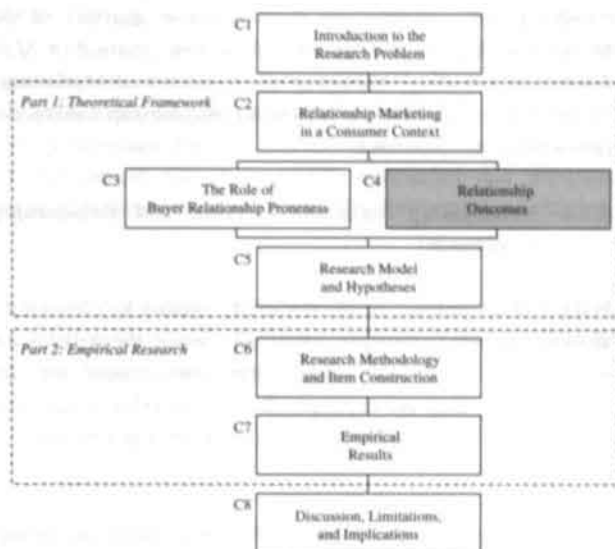 C1
Introduction to the
Research Problem
Part 1: Theoretical Framework
C2
Relationship Marketing
in a Consumer Context
C3
The Role of
Buyer Relationship Proneness
C4
Relationship
Outcomes
C5
Research Model
and Hypotheses
Part 2: Empirical Research
C6
Research Methodology
and Item Construction
C7
Empirical
Results
C8
Discussion, Limitations,
and Implications